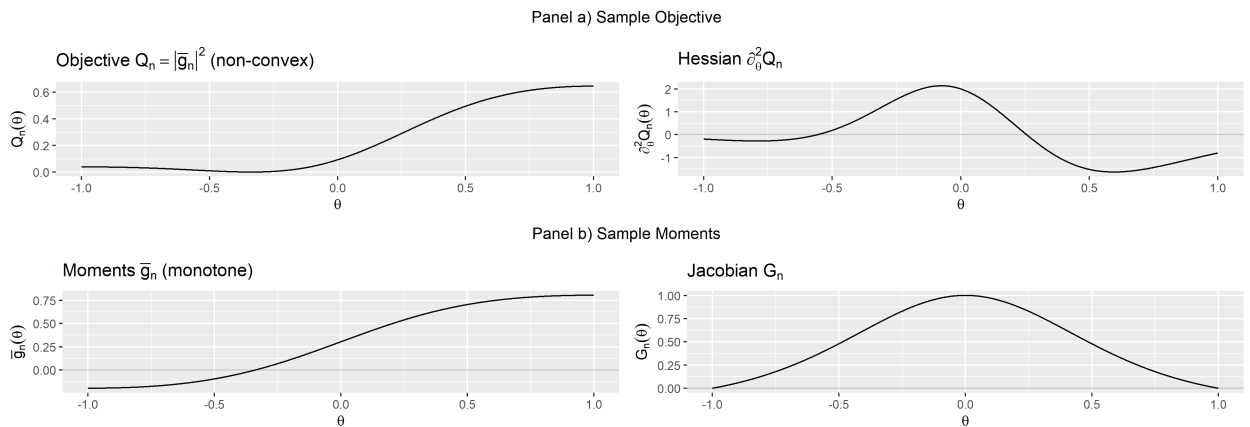 Panel a) Sample Objective
Objective Qₙ = |g̅ₙ|² (non-convex)
Qₙ(θ)
0.6
0.4
0.2
0.0
-1.0 -0.5 0.0 0.5 1.0
θ
Hessian ∂²θQₙ
∂²θQₙ(θ)
2
1
0
-1
-1.0 -0.5 0.0 0.5 1.0
θ
Panel b) Sample Moments
Moments g̅ₙ (monotone)
g̅ₙ(θ)
0.75
0.50
0.25
0.00
-1.0 -0.5 0.0 0.5 1.0
θ
Jacobian Gₙ
Gₙ(θ)
1.00
0.75
0.50
0.25
0.00
-1.0 -0.5 0.0 0.5 1.0
θ